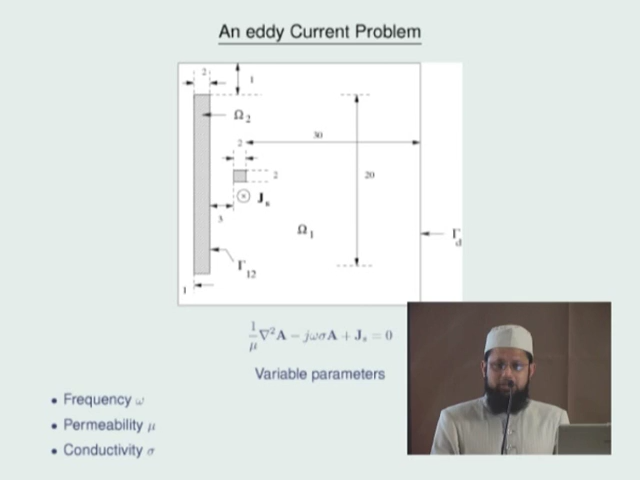 An eddy Current Problem
2
1
Ω₂
30
2
2
20
J_s
3
Ω₁
Γ_d
Γ₁₂
1
\frac{1}{μ}∇²A − jωσA + J_s = 0
Variable parameters
• Frequency ω
• Permeability μ
• Conductivity σ